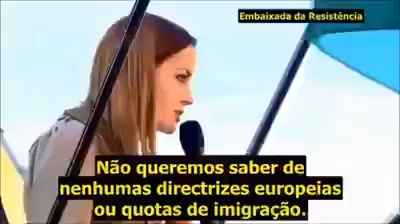 Embaixada da Resistência
Não queremos saber de
nenhumas directrizes europeias
ou quotas de imigração.